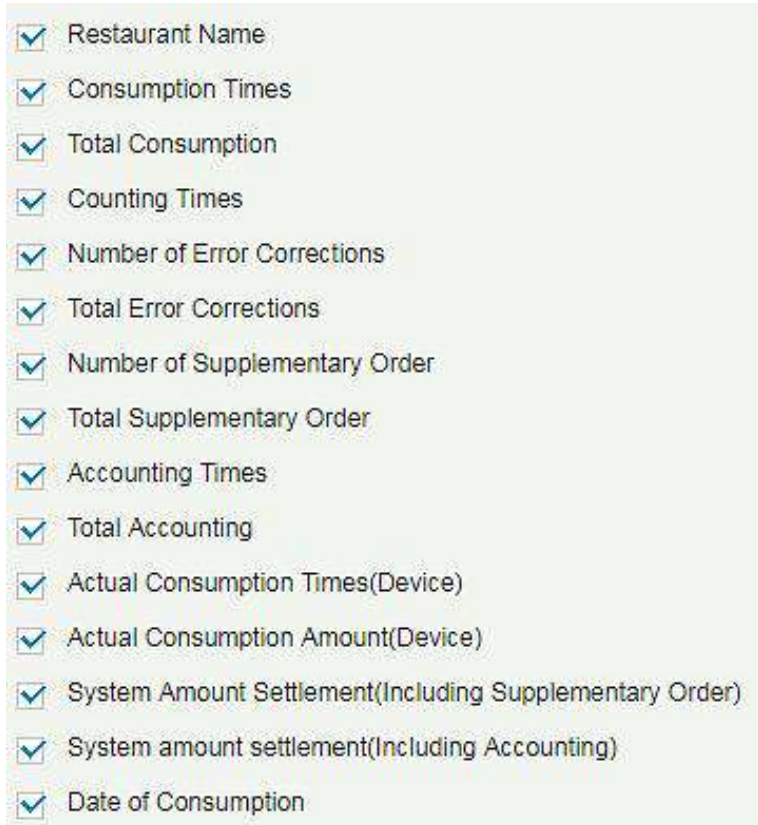 Restaurant Name
Consumption Times
Total Consumption
Counting Times
Number of Error Corrections
Total Error Corrections
Number of Supplementary Order
Total Supplementary Order
Accounting Times
Total Accounting
Actual Consumption Times(Device)
Actual Consumption Amount(Device)
System Amount Settlement(Including Supplementary Order)
System amount settlement(Including Accounting)
Date of Consumption